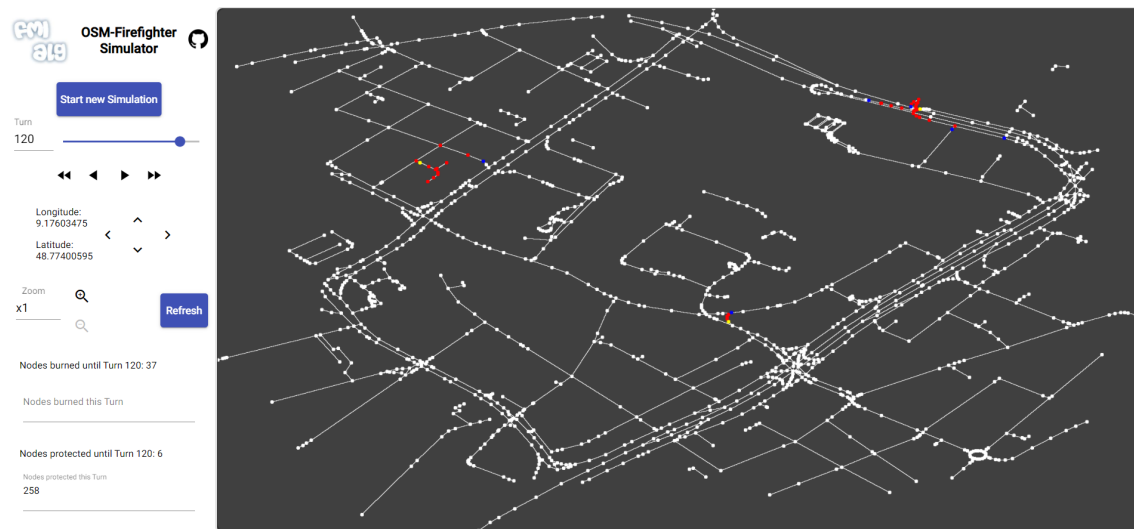 FMI
alg
OSM-Firefighter
Simulator
Start new Simulation
Turn
120
Longitude:
9.17603475
Latitude:
48.77400595
Zoom
x1
Refresh
Nodes burned until Turn 120: 37
Nodes burned this Turn
Nodes protected until Turn 120: 6
Nodes protected this Turn
258